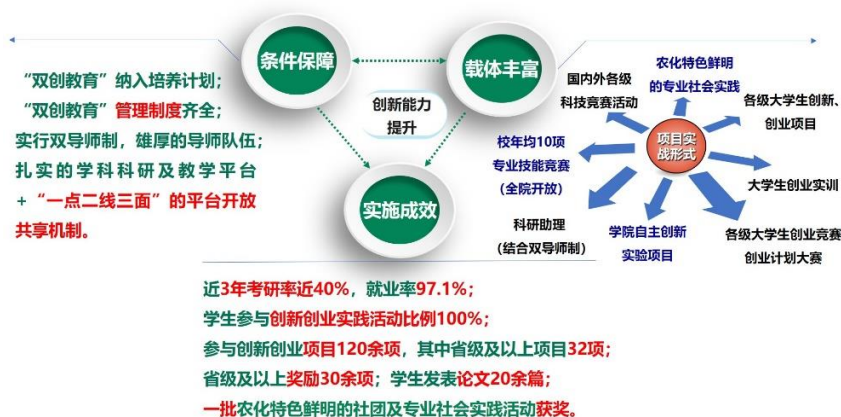 条件保障
载体丰富
创新能力
提升
实施成效
“双创教育”纳入培养计划；
“双创教育”管理制度齐全；
实行双导师制，雄厚的导师队伍；
扎实的学科科研及教学平台
+“一点二线三面”的平台开放
共享机制。
国内外各级
科技竞赛活动
农化特色鲜明
的专业社会实践
各级大学生创新、
创业项目
校年均10项
专业技能竞赛
（全院开放）
项目实
战形式
大学生创业实训
科研助理
（结合双导师制）
学院自主创新
实验项目
各级大学生创业竞赛
创业计划大赛
近3年考研率近40%，就业率97.1%；
学生参与创新创业实践活动比例100%；
参与创新创业项目120余项，其中省级及以上项目32项；
省级及以上奖励30余项；学生发表论文20余篇；
一批农化特色鲜明的社团及专业社会实践活动获奖。